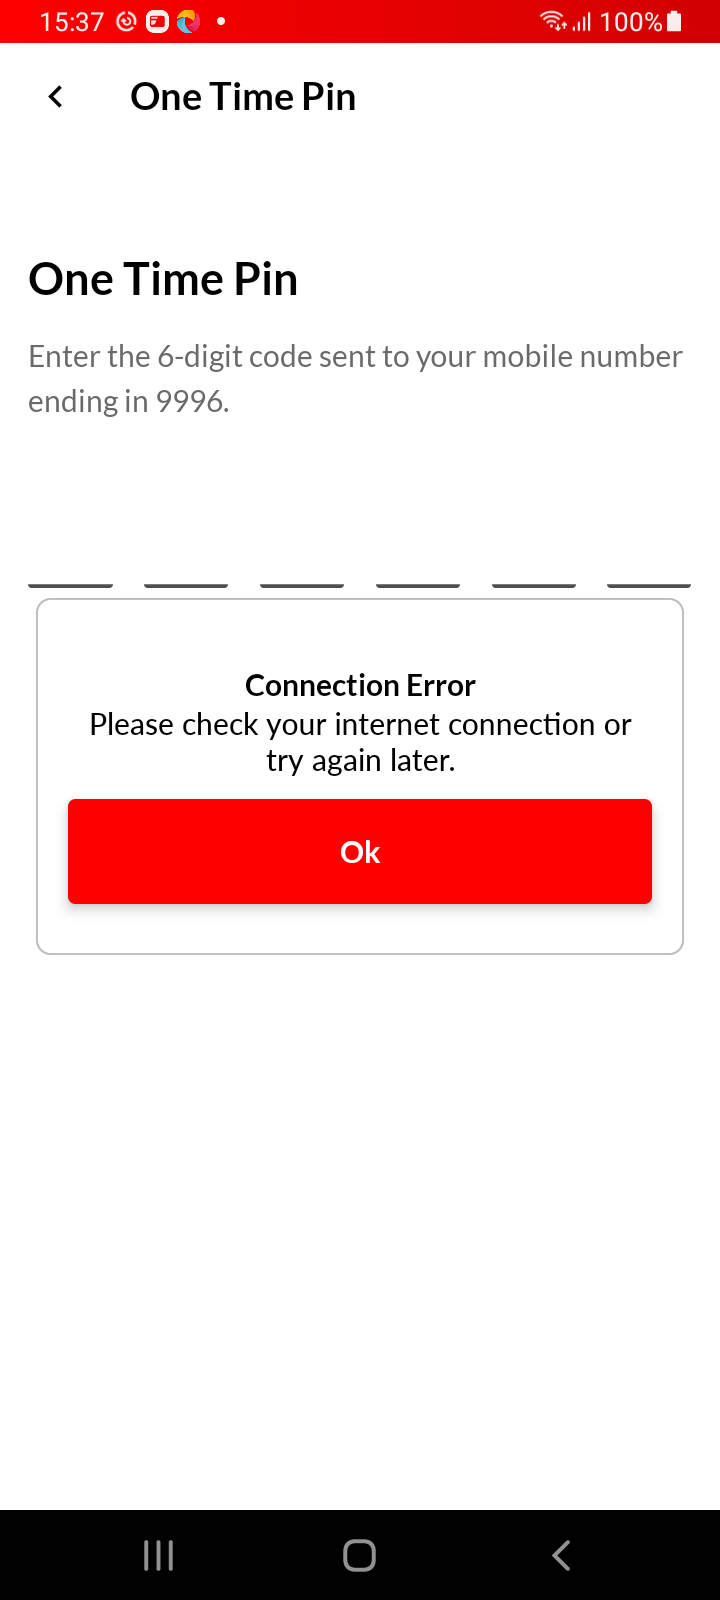 15:37
100%
One Time Pin
One Time Pin
Enter the 6-digit code sent to your mobile number
ending in 9996.
Connection Error
Please check your internet connection or
try again later.
Ok